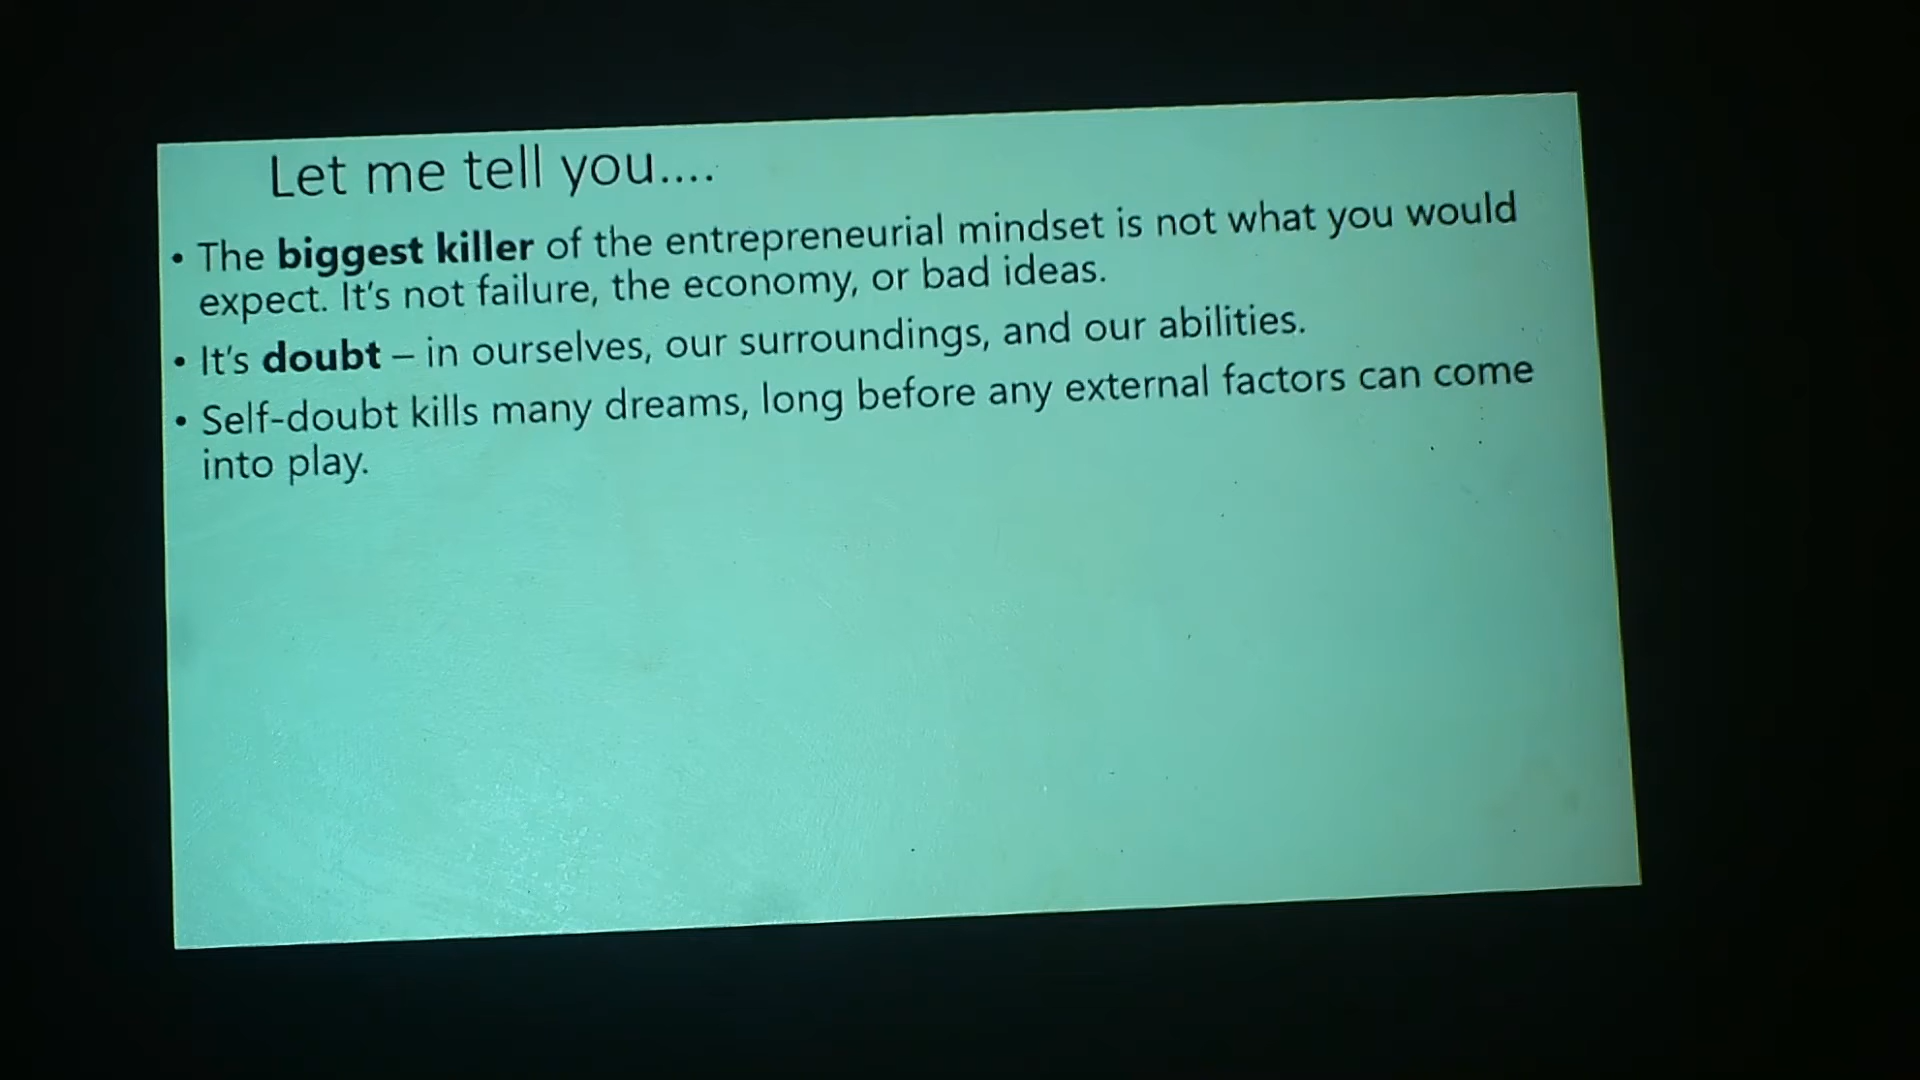 Let me tell you....
• The biggest killer of the entrepreneurial mindset is not what you would
expect. It's not failure, the economy, or bad ideas.
• It's doubt – in ourselves, our surroundings, and our abilities.
• Self-doubt kills many dreams, long before any external factors can come
into play.